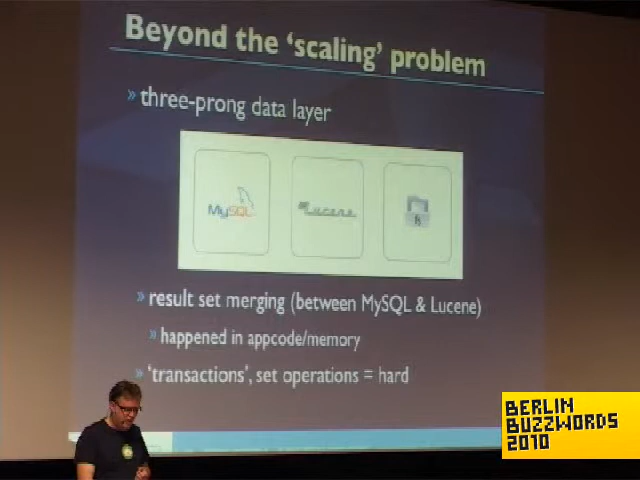 Beyond the 'scaling' problem
» three-prong data layer
MySQL
Lucene
» result set merging (between MySQL & Lucene)
» happened in appcode/memory
» 'transactions', set operations = hard
BERLIN
BUZZWORDS
2010